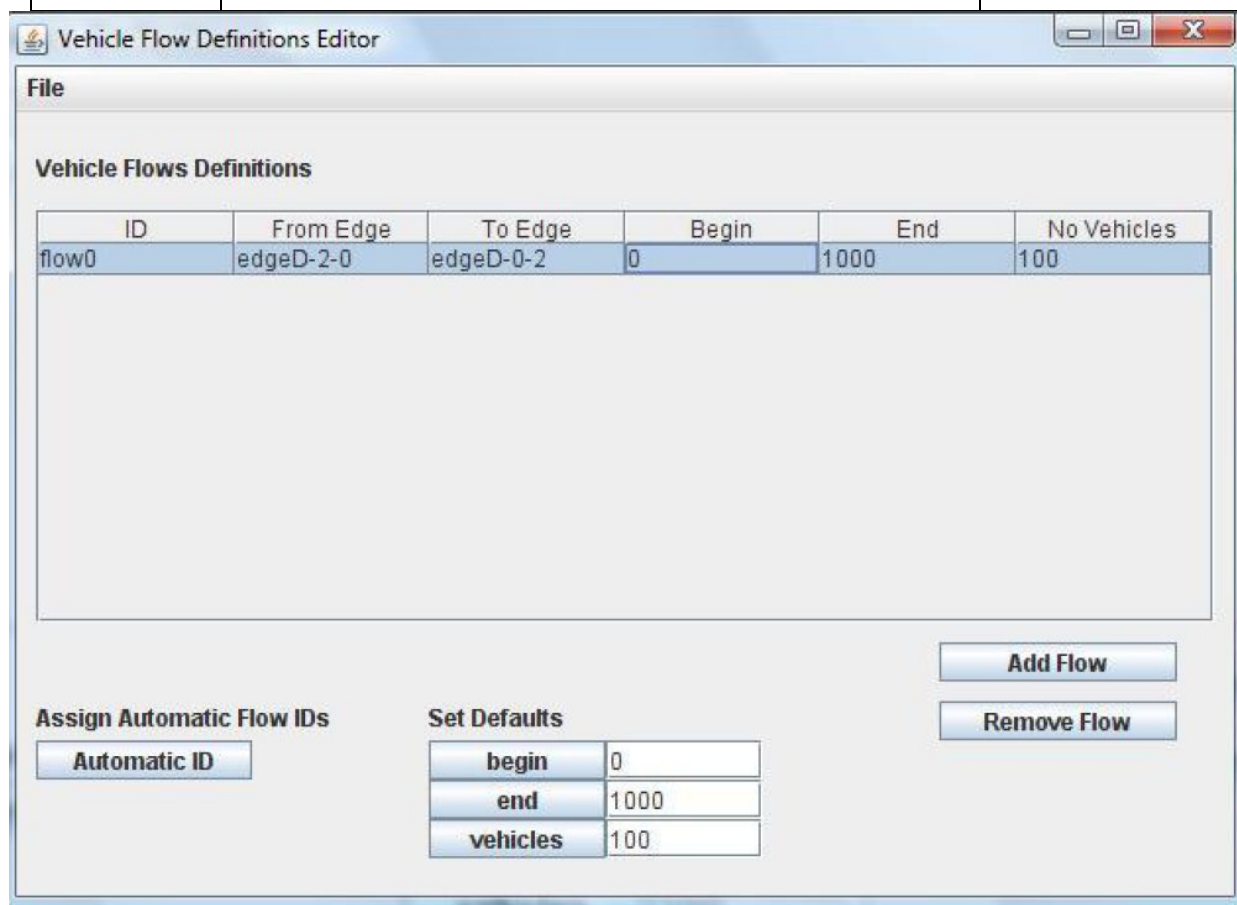 Vehicle Flow Definitions Editor
File
Vehicle Flows Definitions
ID From Edge To Edge Begin End No Vehicles
flow0 edgeD-2-0 edgeD-0-2 0 1000 100
Add Flow
Assign Automatic Flow IDs Set Defaults Remove Flow
Automatic ID begin 0
end 1000
vehicles 100